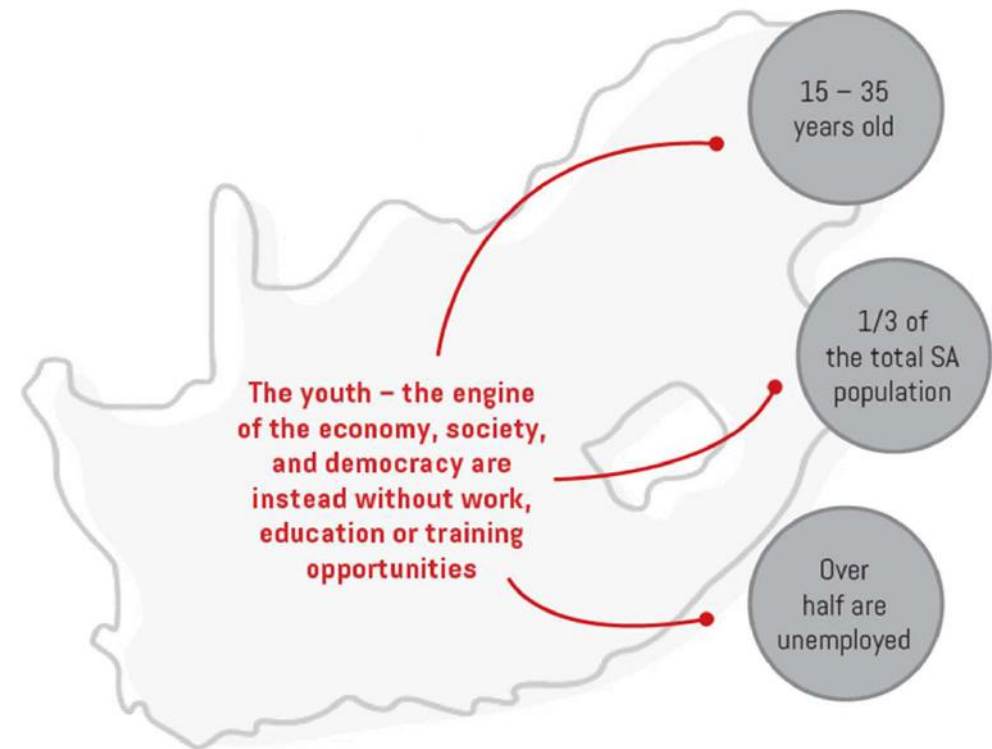 15 – 35
years old
1/3 of
the total SA
population
The youth – the engine
of the economy, society,
and democracy are
instead without work,
education or training
opportunities
Over
half are
unemployed